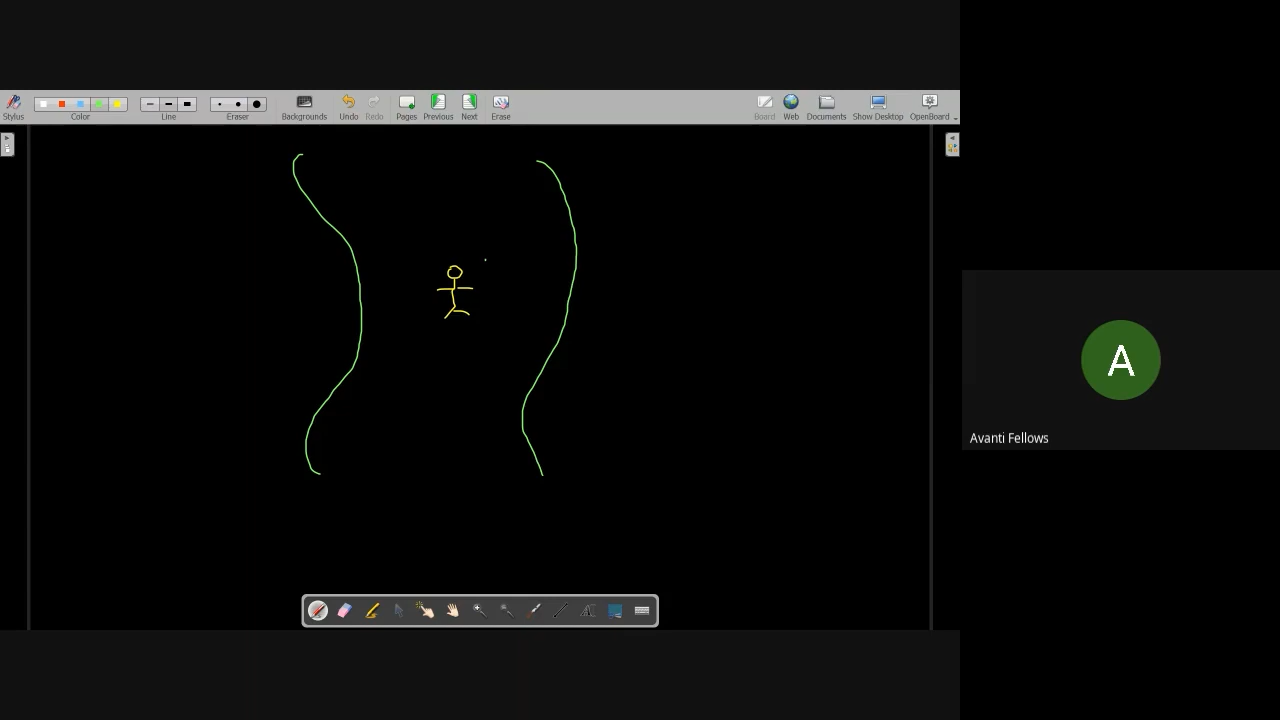 Stylus
Color
Line
Eraser
Backgrounds
Undo
Redo
Pages
Previous
Next
Erase
Board
Web
Documents
Show Desktop
OpenBoard
A
Avanti Fellows